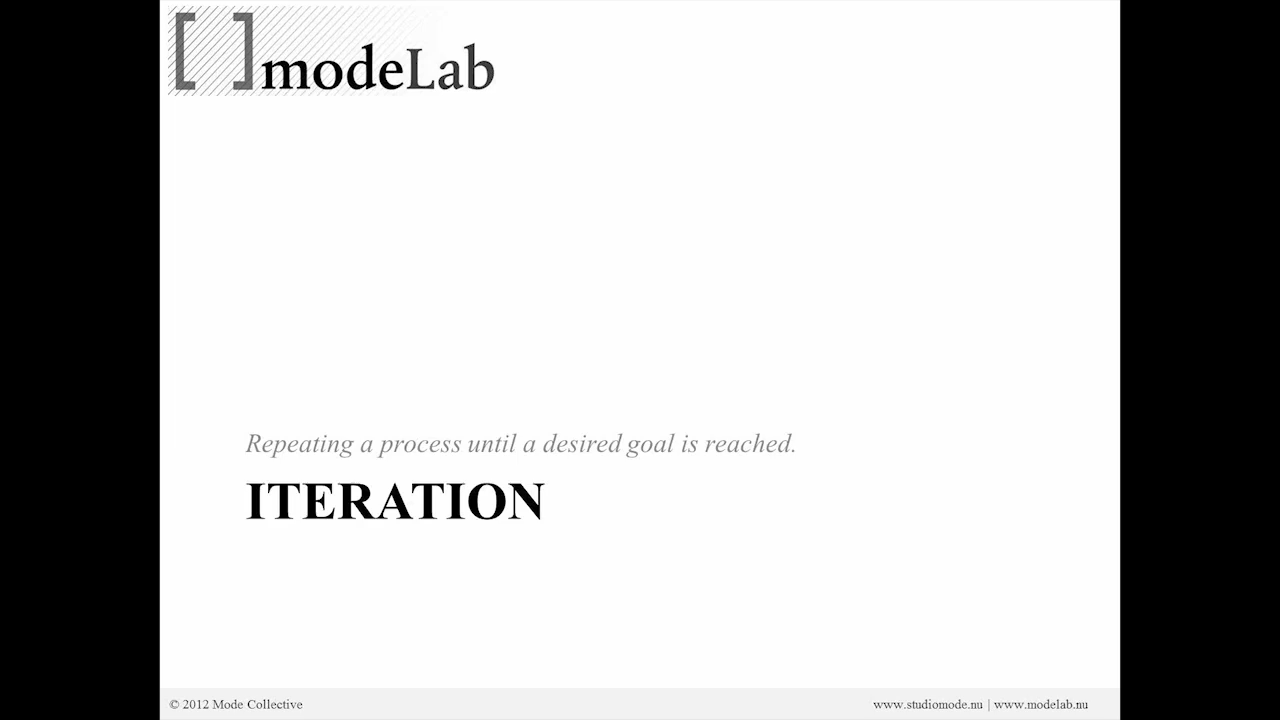 [ ] modeLab
Repeating a process until a desired goal is reached.
ITERATION
© 2012 Mode Collective
www.studiomode.nu | www.modelab.nu